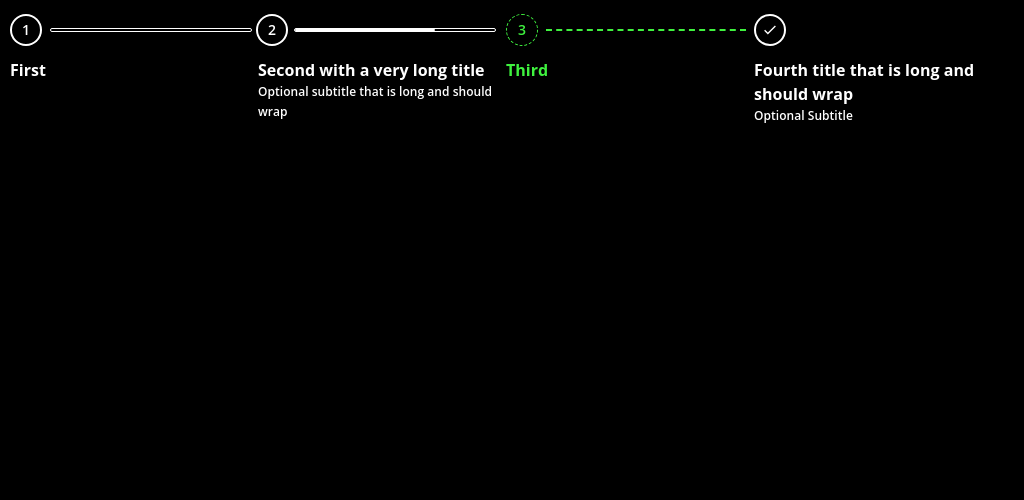 1
2
3
First
Second with a very long title
Optional subtitle that is long and should
wrap
Third
Fourth title that is long and
should wrap
Optional Subtitle